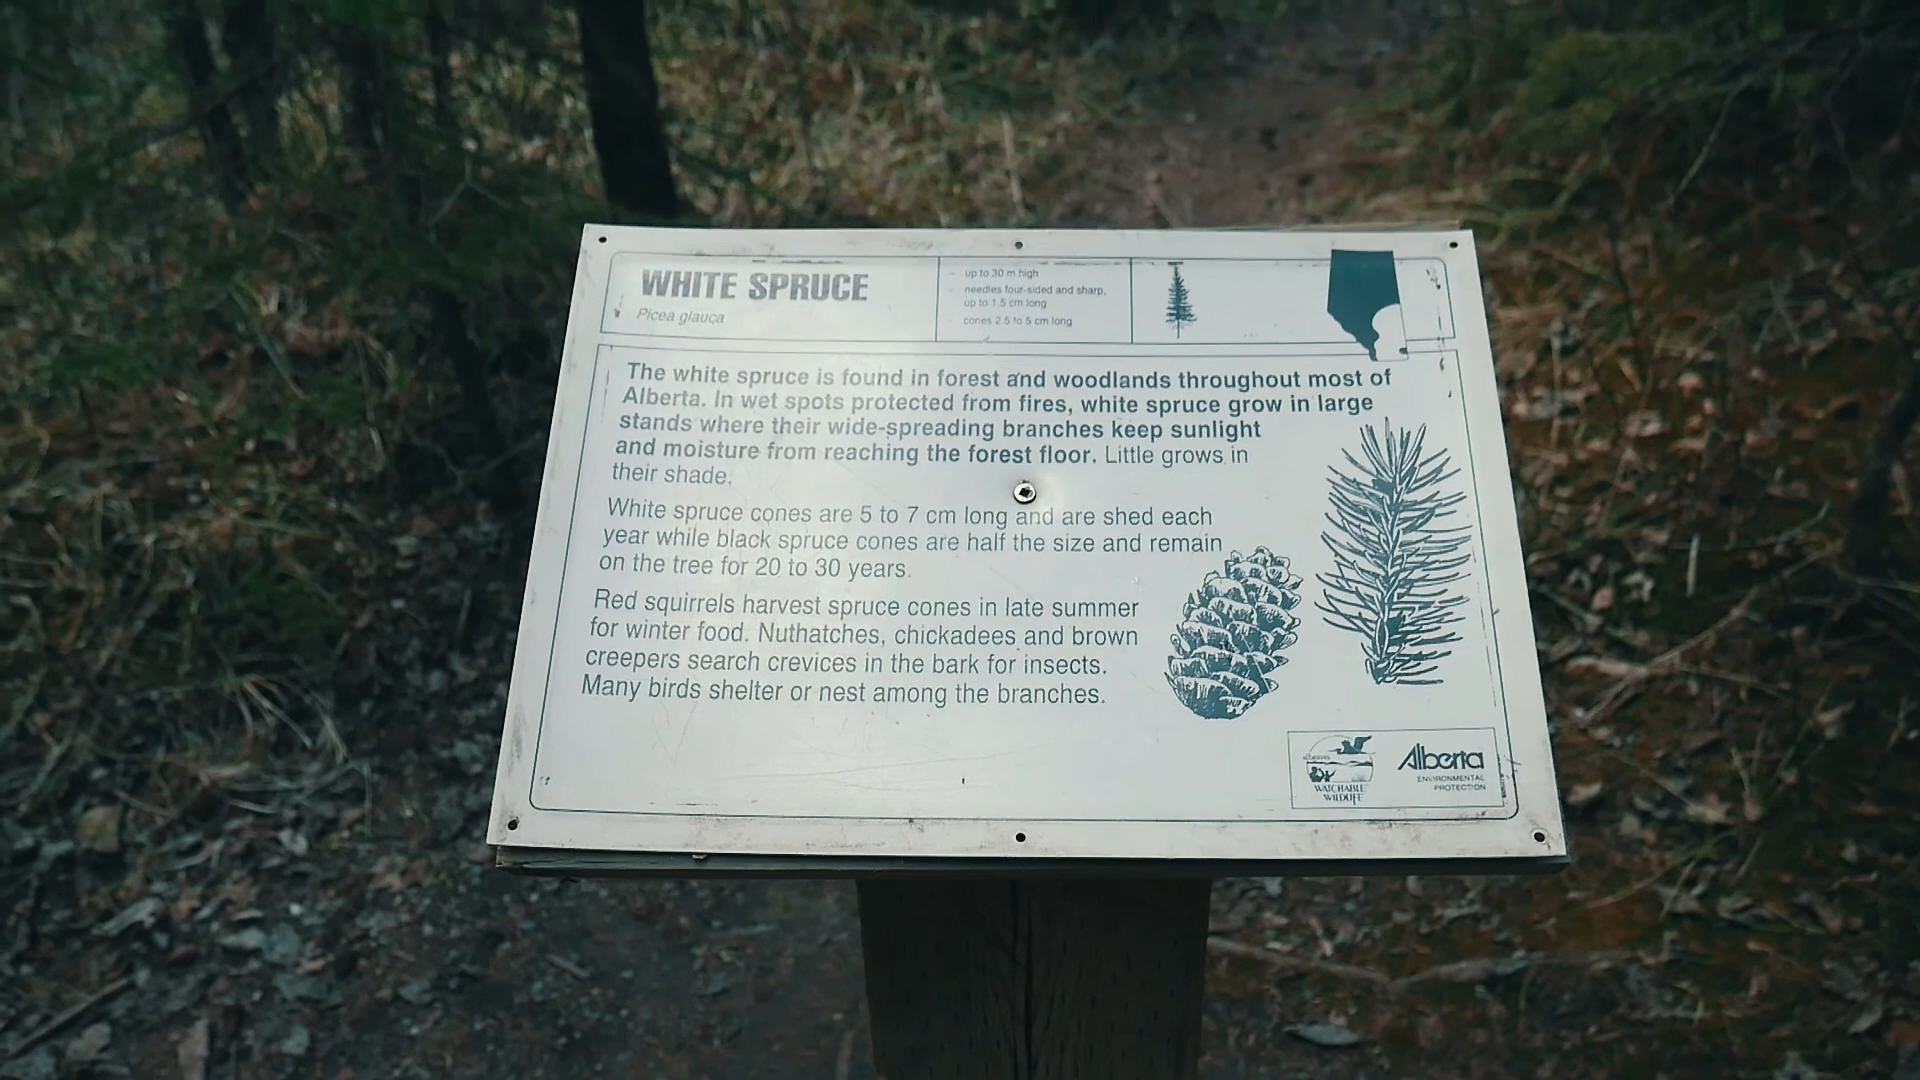 WHITE SPRUCE
Picea glauca
- up to 30 m high
- needles four-sided and sharp,
up to 1.5 cm long
- cones 2.5 to 5 cm long
The white spruce is found in forest and woodlands throughout most of
Alberta. In wet spots protected from fires, white spruce grow in large
stands where their wide-spreading branches keep sunlight
and moisture from reaching the forest floor. Little grows in
their shade.
White spruce cones are 5 to 7 cm long and are shed each
year while black spruce cones are half the size and remain
on the tree for 20 to 30 years.
Red squirrels harvest spruce cones in late summer
for winter food. Nuthatches, chickadees and brown
creepers search crevices in the bark for insects.
Many birds shelter or nest among the branches.
WATCHABLE
WILDLIFE
Alberta
ENVIRONMENTAL
PROTECTION